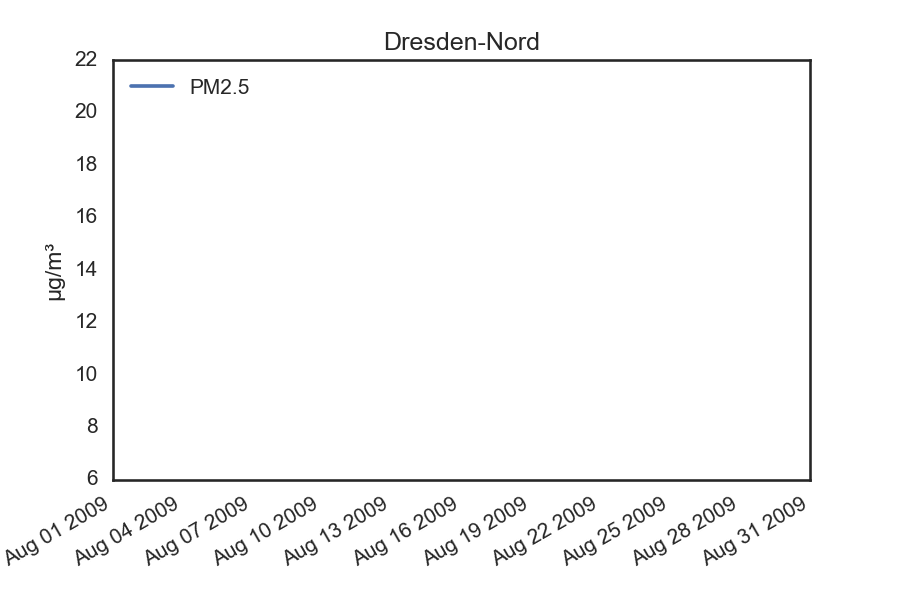 Dresden-Nord
PM2.5
µg/m³
22
20
18
16
14
12
10
8
6
Aug 01 2009
Aug 04 2009
Aug 07 2009
Aug 10 2009
Aug 13 2009
Aug 16 2009
Aug 19 2009
Aug 22 2009
Aug 25 2009
Aug 28 2009
Aug 31 2009